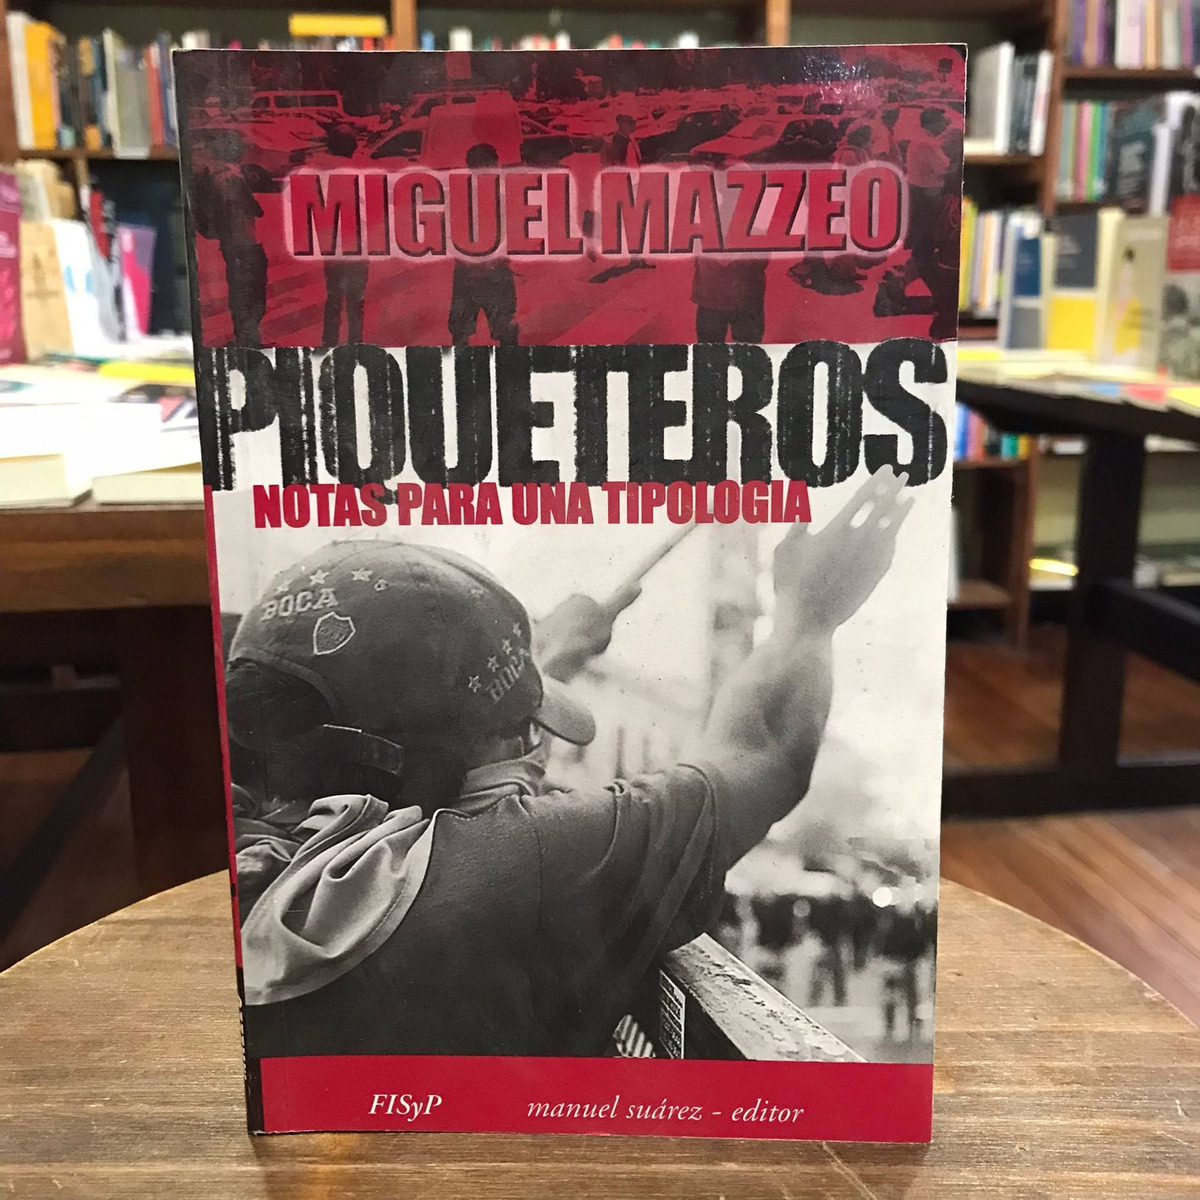 MIGUEL MAZZEO
PIQUETEROS
NOTAS PARA UNA TIPOLOGIA
BOCA
BOCA
FISyP
manuel suárez - editor